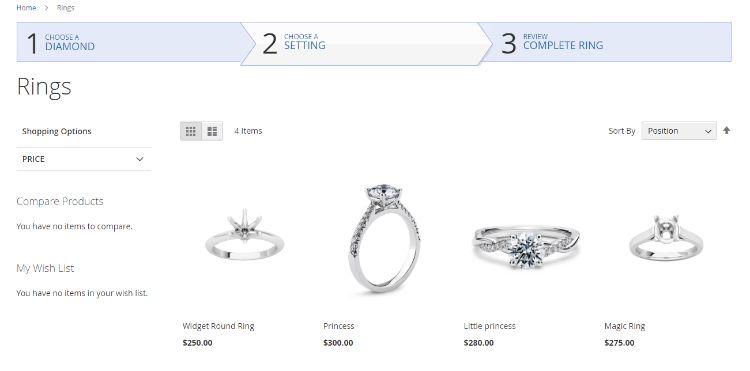 Home > Rings
1 CHOOSE A
DIAMOND
2 CHOOSE A
SETTING
3 REVIEW
COMPLETE RING
Rings
Shopping Options
4 Items
Sort By Position
PRICE
Compare Products
You have no items to compare.
My Wish List
You have no items in your wish list.
Widget Round Ring
$250.00
Princess
$300.00
Little princess
$280.00
Magic Ring
$275.00